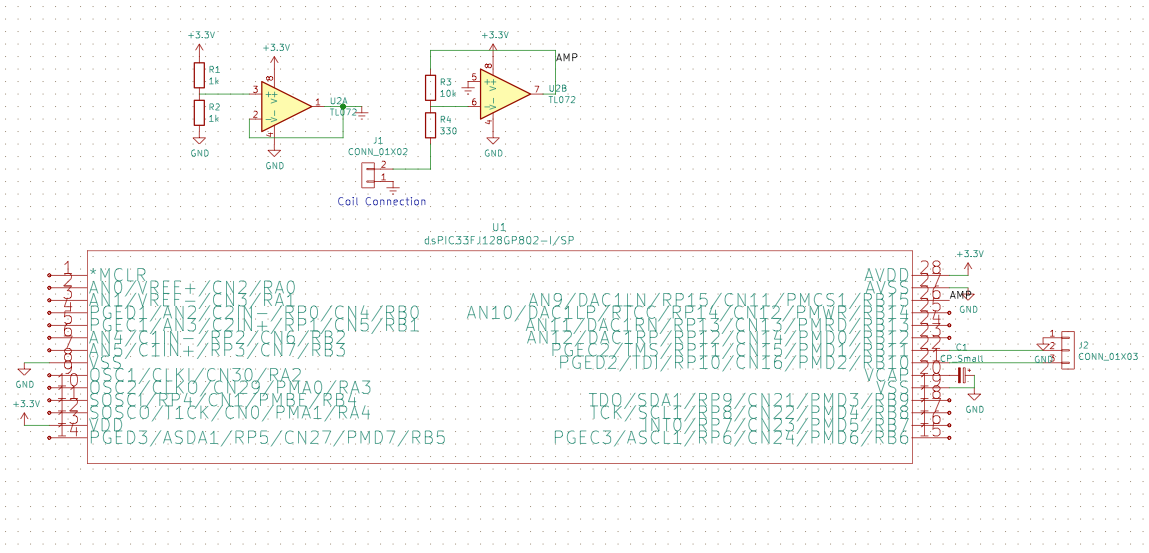 +3.3V
+3.3V
+3.3V
AMP
R1
1k
R2
1k
3
2
8
V+
V-
4
1
U2A
TL072
R3
10k
R4
330
5
6
8
V+
V-
4
7
U2B
TL072
GND
GND
GND
J1
CONN_01X02
2
1
Coil Connection
U1
dsPIC33FJ128GP802-I/SP
1
*MCLR
2
AN0/VREF+/CN2/RA0
3
AN1/VREF-/CN3/RA1
4
PGED1/AN2/C2IN-/RP0/CN4/RB0
5
PGEC1/AN3/C2IN+/RP1/CN5/RB1
6
AN4/C1IN-/RP2/CN6/RB2
7
AN5/C1IN+/RP3/CN7/RB3
8
VSS
9
OSC1/CLKI/CN30/RA2
10
OSC2/CLKO/CN29/PMA0/RA3
11
SOSCI/RP4/CN1/PMBE/RB4
12
SOSCO/T1CK/CN0/PMA1/RA4
13
VDD
14
PGED3/ASDA1/RP5/CN27/PMD7/RB5
GND
+3.3V
AVDD
28
AVSS
27
AN9/DAC1LN/RP15/CN11/PMCS1/RB15
26
AN10/DAC1LP/RTCC/RP14/CN12/PMWR/RB14
25
AN11/DAC1RN/RP13/CN13/PMRD/RB13
24
AN12/DAC1RP/RP12/CN14/PMD0/RB12
23
PGEC2/TMS/RP11/CN15/PMD1/RB11
22
PGED2/TDI/RP10/CN16/PMD2/RB10
21
VCAP
20
VSS
19
TDO/SDA1/RP9/CN21/PMD3/RB9
18
TCK/SCL1/RP8/CN22/PMD4/RB8
17
INT0/RP7/CN23/PMD5/RB7
16
PGEC3/ASCL1/RP6/CN24/PMD6/RB6
15
+3.3V
AMP
GND
C1
CP_Small
GND
GND
1
2
3
J2
CONN_01X03